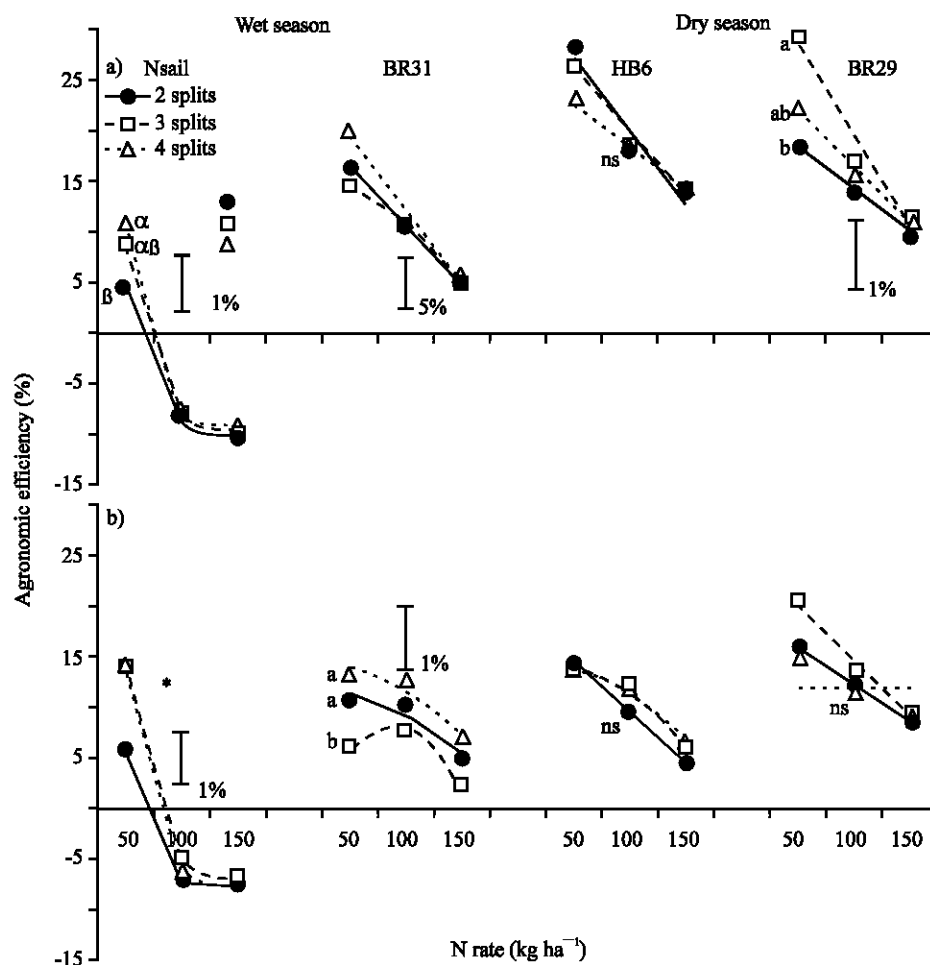 Wet season
Dry season
a)
Nsail
BR31
HB6
BR29
2 splits
3 splits
4 splits
25
15
5
-5
-15
α
αβ
β
1%
5%
ns
a
ab
b
1%
Agronomic efficiency (%)
b)
25
15
5
-5
-15
*
1%
a
a
b
1%
ns
ns
50 100 150 50 100 150 50 100 150 50 100 150
N rate (kg ha⁻¹)